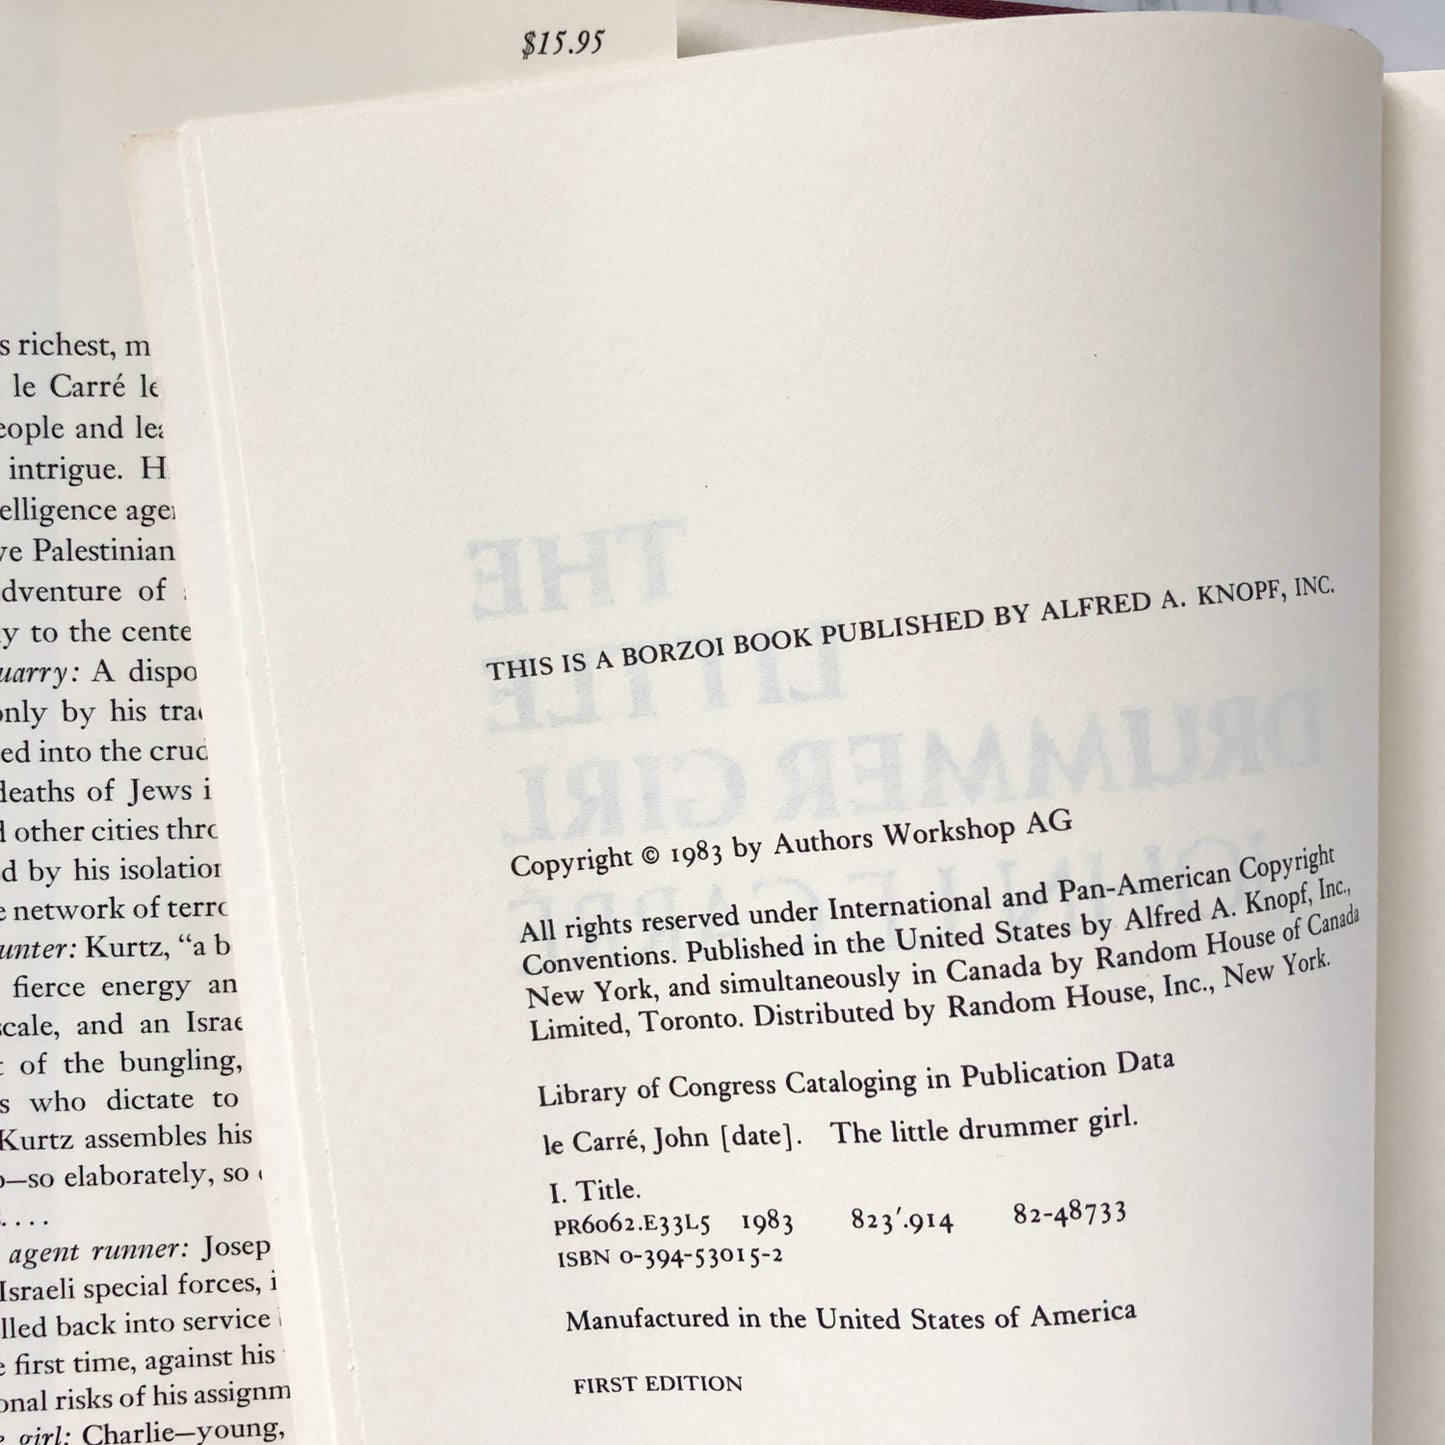 $15.95
s richest, m
le Carré le
eople and lea
intrigue. H
elligence age
ve Palestinian
dventure of
y to the cente
uarry: A dispo
only by his tra
ed into the crud
deaths of Jews i
d other cities thro
d by his isolation
e network of terro
unter: Kurtz, “a b
fierce energy an
scale, and an Israe
t of the bungling,
s who dictate to
Kurtz assembles his
o—so elaborately, so
s. . . .
agent runner: Josep
Israeli special forces, i
lled back into service
e first time, against his
onal risks of his assignm
e girl: Charlie—young,
THE
LITTLE
DRUMMER GIRL
JOHN LE CARRÉ
THIS IS A BORZOI BOOK PUBLISHED BY ALFRED A. KNOPF, INC.
Copyright © 1983 by Authors Workshop AG
All rights reserved under International and Pan-American Copyright
Conventions. Published in the United States by Alfred A. Knopf, Inc.,
New York, and simultaneously in Canada by Random House of Canada
Limited, Toronto. Distributed by Random House, Inc., New York.
Library of Congress Cataloging in Publication Data
le Carré, John [date]. The little drummer girl.
I. Title.
PR6062.E33L5 1983 823′.914 82-48733
ISBN 0-394-53015-2
Manufactured in the United States of America
FIRST EDITION